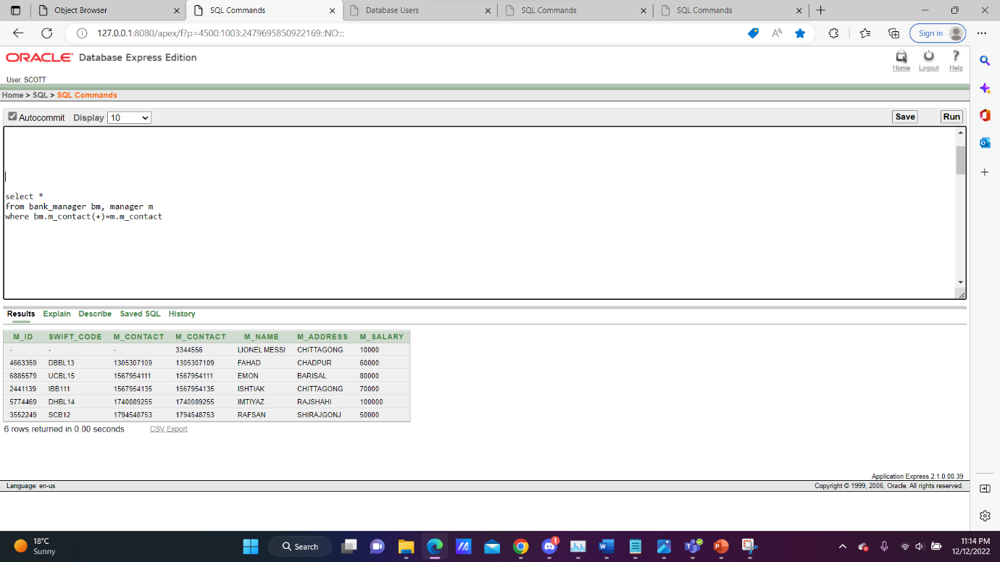 Object Browser
SQL Commands
Database Users
SQL Commands
SQL Commands
127.0.0.1:8080/apex/f?p=4500:1003:2479695850922169::NO:::
Sign in
ORACLE Database Express Edition
Home
Logout
Help
User: SCOTT
Home > SQL > SQL Commands
Autocommit Display 10
Save
Run
select *
from bank_manager bm, manager m
where bm.m_contact(+)=m.m_contact
Results Explain Describe Saved SQL History
M_ID SWIFT_CODE M_CONTACT M_CONTACT M_NAME M_ADDRESS M_SALARY
- - - 3344556 LIONEL MESSI CHITTAGONG 10000
4663359 DBBL13 1305307109 1305307109 FAHAD CHADPUR 60000
6885579 UCBL15 1567954111 1567954111 EMON BARISAL 80000
2441139 IBB111 1567954135 1567954135 ISHTIAK CHITTAGONG 70000
5774469 DHBL14 1740089255 1740089255 IMTIYAZ RAJSHAHI 100000
3552249 SCB12 1794548753 1794548753 RAFSAN SHIRAJGONJ 50000
6 rows returned in 0.00 seconds CSV Export
Application Express 2.1.0.00.39
Language: en-us Copyright © 1999, 2006, Oracle. All rights reserved.
18°C
Sunny
Search
1
11:14 PM
12/12/2022